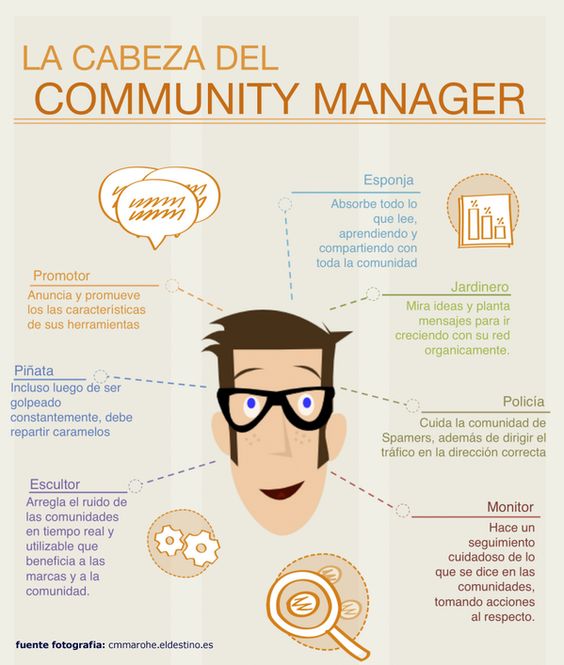 LA CABEZA DEL
COMMUNITY MANAGER
Esponja
Absorbe todo lo
que lee,
aprendiendo y
compartiendo con
toda la comunidad
Promotor
Anuncia y promueve
los las características
de sus herramientas
Jardinero
Mira ideas y planta
mensajes para ir
creciendo con su red
organicamente.
Piñata
Incluso luego de ser
golpeado
constantemente, debe
repartir caramelos
Policía
Cuida la comunidad de
Spamers, además de dirigir el
tráfico en la dirección correcta
Escultor
Arregla el ruido de
las comunidades
en tiempo real y
utilizable que
beneficia a las
marcas y a la
comunidad.
Monitor
Hace un
seguimiento
cuidadoso de lo
que se dice en las
comunidades,
tomando acciones
al respecto.
% % %
fuente fotografia: cmmarohe.eldestino.es